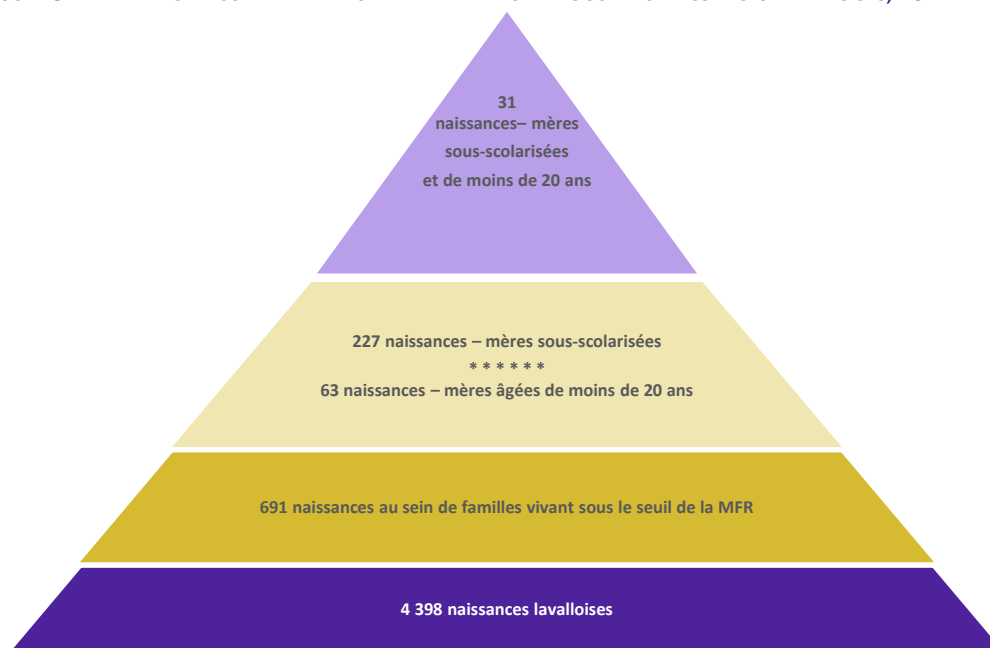 31
naissances– mères
sous-scolarisées
et de moins de 20 ans
227 naissances – mères sous-scolarisées
* * * * * *
63 naissances – mères âgées de moins de 20 ans
691 naissances au sein de familles vivant sous le seuil de la MFR
4 398 naissances lavalloises